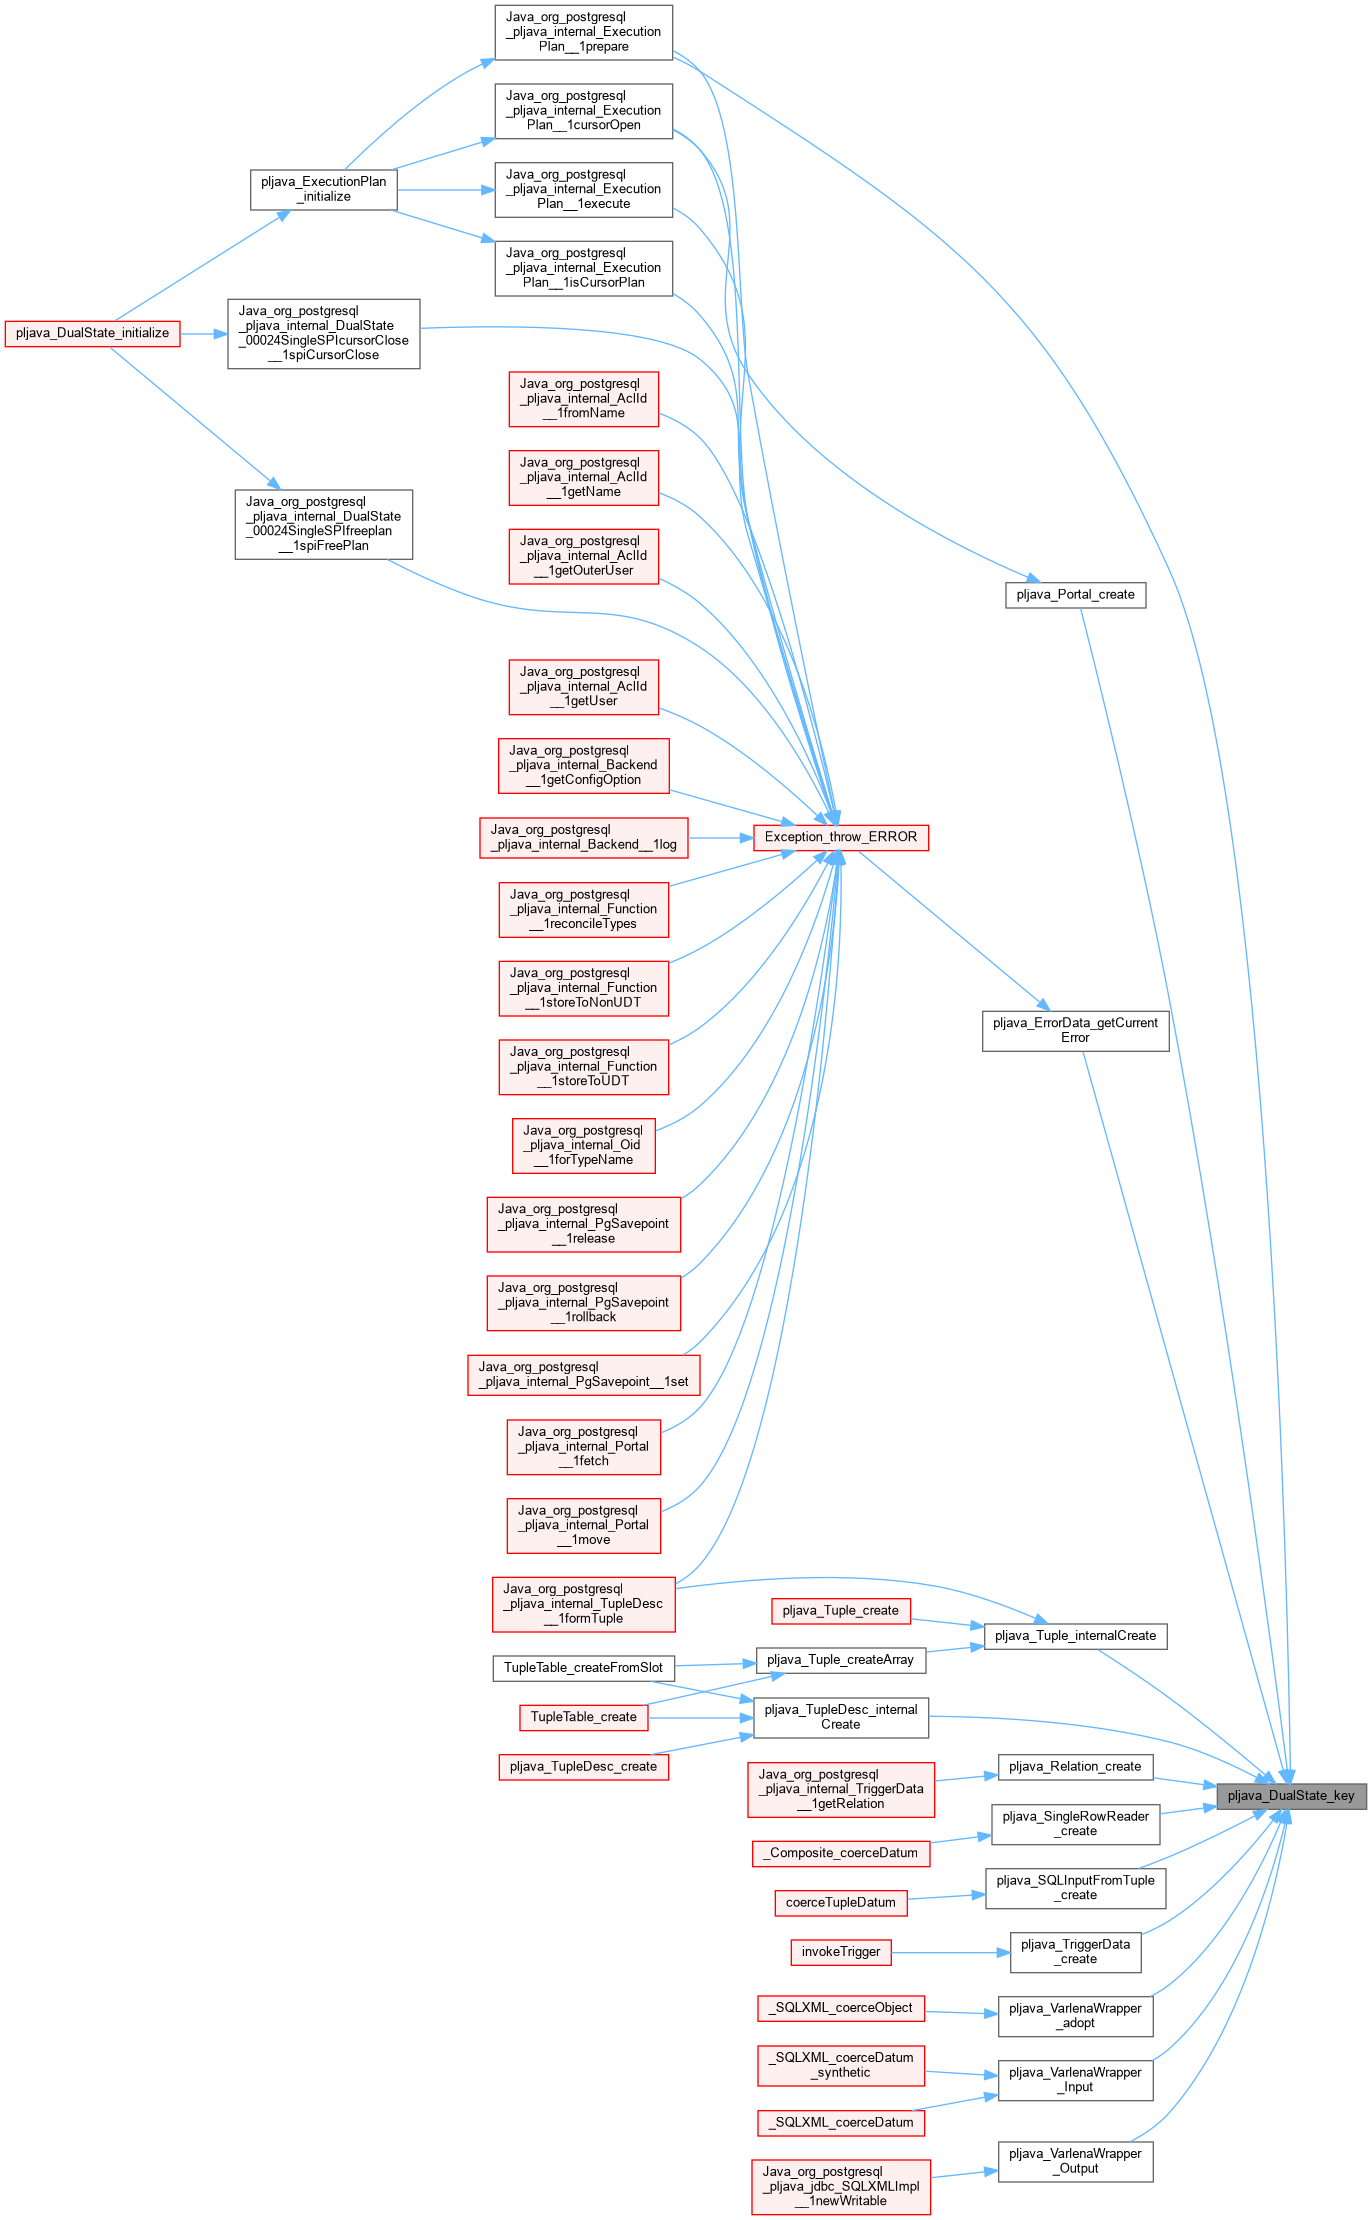 Java_org_postgresql
_pljava_internal_Execution
Plan__1prepare
Java_org_postgresql
_pljava_internal_Execution
Plan__1cursorOpen
pljava_ExecutionPlan
_initialize
Java_org_postgresql
_pljava_internal_Execution
Plan__1execute
Java_org_postgresql
_pljava_internal_Execution
Plan__1isCursorPlan
pljava_DualState_initialize
Java_org_postgresql
_pljava_internal_DualState
_00024SingleSPIcursorClose
__1spiCursorClose
Java_org_postgresql
_pljava_internal_AclId
__1fromName
Java_org_postgresql
_pljava_internal_AclId
__1getName
Java_org_postgresql
_pljava_internal_DualState
_00024SingleSPIfreeplan
__1spiFreePlan
Java_org_postgresql
_pljava_internal_AclId
__1getOuterUser
pljava_Portal_create
Java_org_postgresql
_pljava_internal_AclId
__1getUser
Java_org_postgresql
_pljava_internal_Backend
__1getConfigOption
Java_org_postgresql
_pljava_internal_Backend__1log
Exception_throw_ERROR
Java_org_postgresql
_pljava_internal_Function
__1reconcileTypes
Java_org_postgresql
_pljava_internal_Function
__1storeToNonUDT
pljava_ErrorData_getCurrent
Error
Java_org_postgresql
_pljava_internal_Function
__1storeToUDT
Java_org_postgresql
_pljava_internal_Oid
__1forTypeName
Java_org_postgresql
_pljava_internal_PgSavepoint
__1release
Java_org_postgresql
_pljava_internal_PgSavepoint
__1rollback
Java_org_postgresql
_pljava_internal_PgSavepoint__1set
Java_org_postgresql
_pljava_internal_Portal
__1fetch
Java_org_postgresql
_pljava_internal_Portal
__1move
Java_org_postgresql
_pljava_internal_TupleDesc
__1formTuple
pljava_Tuple_create
pljava_Tuple_internalCreate
TupleTable_createFromSlot
pljava_Tuple_createArray
TupleTable_create
pljava_TupleDesc_internal
Create
pljava_TupleDesc_create
Java_org_postgresql
_pljava_internal_TriggerData
__1getRelation
pljava_Relation_create
pljava_DualState_key
pljava_SingleRowReader
_create
_Composite_coerceDatum
pljava_SQLInputFromTuple
_create
coerceTupleDatum
pljava_TriggerData
_create
invokeTrigger
_SQLXML_coerceObject
pljava_VarlenaWrapper
_adopt
_SQLXML_coerceDatum
_synthetic
pljava_VarlenaWrapper
_Input
_SQLXML_coerceDatum
pljava_VarlenaWrapper
_Output
Java_org_postgresql
_pljava_jdbc_SQLXMLImpl
__1newWritable